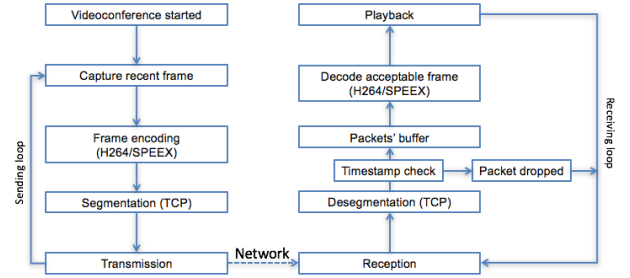 Videoconference started
Capture recent frame
Frame encoding
(H264/SPEEX)
Segmentation (TCP)
Transmission
Sending loop
Network
Playback
Decode acceptable frame
(H264/SPEEX)
Packets' buffer
Timestamp check
Packet dropped
Desegmentation (TCP)
Reception
Receiving loop